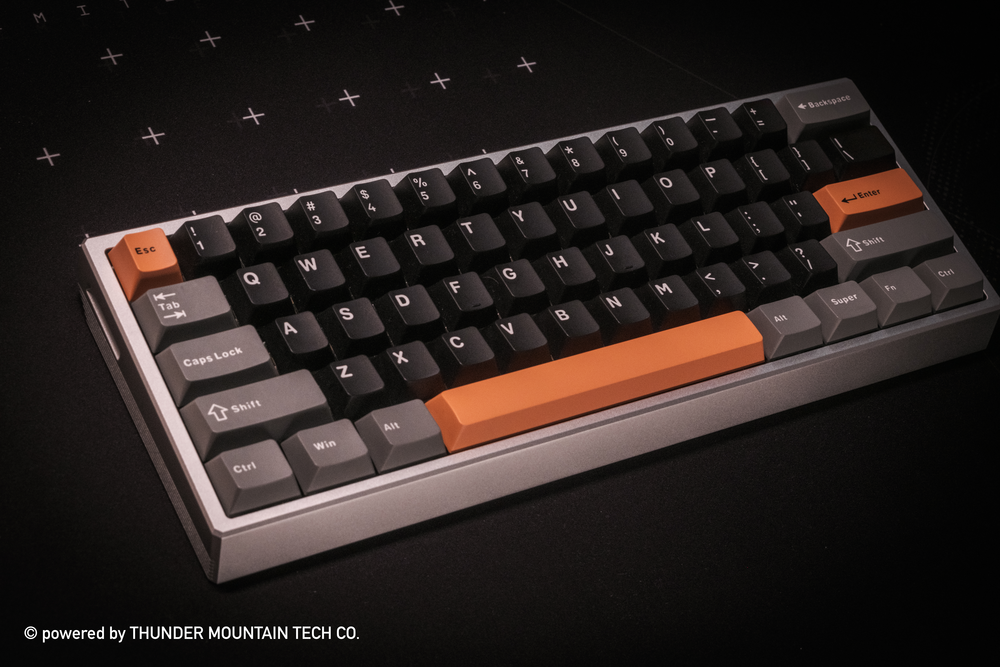 M I T
Esc ! 1 @ 2 # 3 $ 4 % 5 ^ 6 & 7 * 8 ( 9 ) 0 _ - + = ← Backspace
Tab Q W E R T Y U I O P { [ } ] | \
Caps Lock A S D F G H J K L : ; " ' Enter
Shift Z X C V B N M < , > . ? / Shift
Ctrl Win Alt Alt Super Fn Ctrl
© powered by THUNDER MOUNTAIN TECH CO.